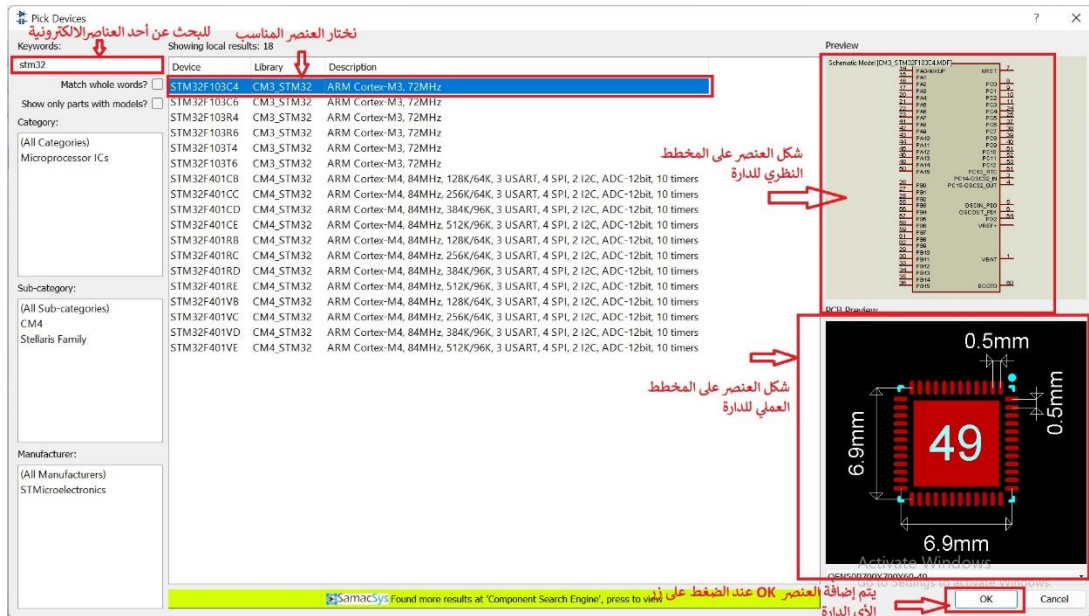 Pick Devices
? X
للبحث عن أحد العناصر الالكترونية
نختار العنصر المناسب
Keywords:
Showing local results: 18
Preview
stm32
Match whole words?
Show only parts with models?
Category:
(All Categories)
Microprocessor ICs
Sub-category:
(All Sub-categories)
CM4
Stellaris Family
Manufacturer:
(All Manufacturers)
STMicroelectronics
Device Library Description
STM32F103C4 CM3_STM32 ARM Cortex-M3, 72MHz
STM32F103C6 CM3_STM32 ARM Cortex-M3, 72MHz
STM32F103R4 CM3_STM32 ARM Cortex-M3, 72MHz
STM32F103R6 CM3_STM32 ARM Cortex-M3, 72MHz
STM32F103T4 CM3_STM32 ARM Cortex-M3, 72MHz
STM32F103T6 CM3_STM32 ARM Cortex-M3, 72MHz
STM32F401CB CM4_STM32 ARM Cortex-M4, 84MHz, 128K/64K, 3 USART, 4 SPI, 2 I2C, ADC-12bit, 10 timers
STM32F401CC CM4_STM32 ARM Cortex-M4, 84MHz, 256K/64K, 3 USART, 4 SPI, 2 I2C, ADC-12bit, 10 timers
STM32F401CD CM4_STM32 ARM Cortex-M4, 84MHz, 384K/96K, 3 USART, 4 SPI, 2 I2C, ADC-12bit, 10 timers
STM32F401CE CM4_STM32 ARM Cortex-M4, 84MHz, 512K/96K, 3 USART, 4 SPI, 2 I2C, ADC-12bit, 10 timers
STM32F401RB CM4_STM32 ARM Cortex-M4, 84MHz, 128K/64K, 3 USART, 4 SPI, 2 I2C, ADC-12bit, 10 timers
STM32F401RC CM4_STM32 ARM Cortex-M4, 84MHz, 256K/64K, 3 USART, 4 SPI, 2 I2C, ADC-12bit, 10 timers
STM32F401RD CM4_STM32 ARM Cortex-M4, 84MHz, 384K/96K, 3 USART, 4 SPI, 2 I2C, ADC-12bit, 10 timers
STM32F401RE CM4_STM32 ARM Cortex-M4, 84MHz, 512K/96K, 3 USART, 4 SPI, 2 I2C, ADC-12bit, 10 timers
STM32F401VB CM4_STM32 ARM Cortex-M4, 84MHz, 128K/64K, 3 USART, 4 SPI, 2 I2C, ADC-12bit, 10 timers
STM32F401VC CM4_STM32 ARM Cortex-M4, 84MHz, 256K/64K, 3 USART, 4 SPI, 2 I2C, ADC-12bit, 10 timers
STM32F401VD CM4_STM32 ARM Cortex-M4, 84MHz, 384K/96K, 3 USART, 4 SPI, 2 I2C, ADC-12bit, 10 timers
STM32F401VE CM4_STM32 ARM Cortex-M4, 84MHz, 512K/96K, 3 USART, 4 SPI, 2 I2C, ADC-12bit, 10 timers
شكل العنصر على المخطط
النظري للدارة
Schematic Model [CM3_STM32F103C4.MDF]
NRST
VREF+
VBAT
BOOT0
PCB Preview
شكل العنصر على المخطط
العملي للدارة
0.5mm
0.5mm
49
6.9mm
6.9mm
Activate Windows
Go to Settings to activate Windows.
SamacSys Found more results at 'Component Search Engine', press to view
يتم إضافة العنصر OK عند الضغط على زر
الأي الدارة
OK
Cancel